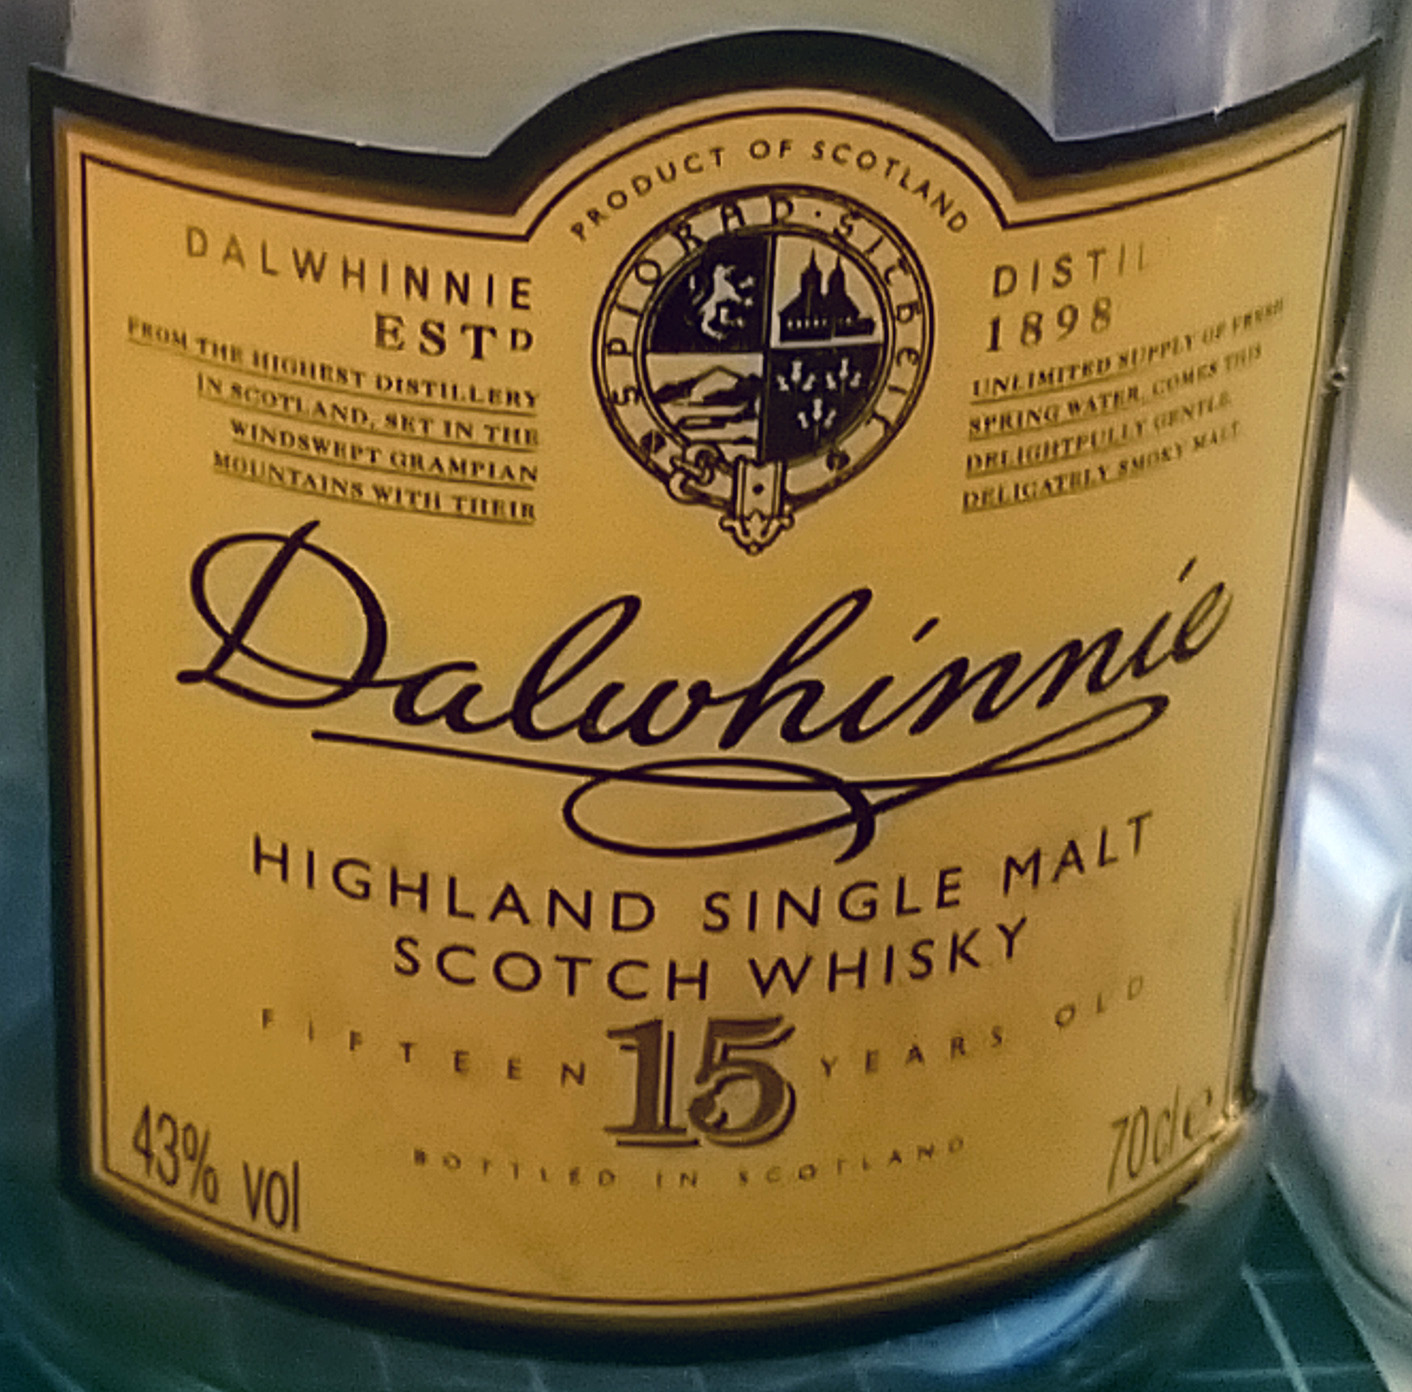 PRODUCT OF SCOTLAND
SPIORAD · SITEIL
DALWHINNIE
ESTD
FROM THE HIGHEST DISTILLERY
IN SCOTLAND, SET IN THE
WINDSWEPT GRAMPIAN
MOUNTAINS WITH THEIR
DISTIL
1898
UNLIMITED SUPPLY OF FRESH
SPRING WATER, COMES THIS
DELIGHTFULLY GENTLE,
DELICATELY SMOKY MALT.
Dalwhinnie
HIGHLAND SINGLE MALT
SCOTCH WHISKY
FIFTEEN 15 YEARS OLD
BOTTLED IN SCOTLAND
43% vol
70cl e